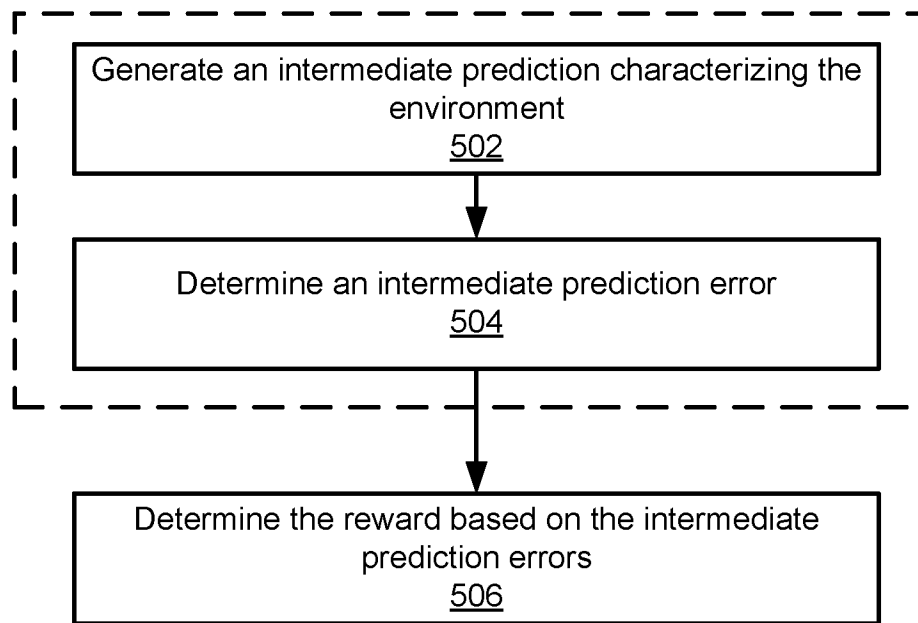 Generate an intermediate prediction characterizing the
environment
502
Determine an intermediate prediction error
504
Determine the reward based on the intermediate
prediction errors
506